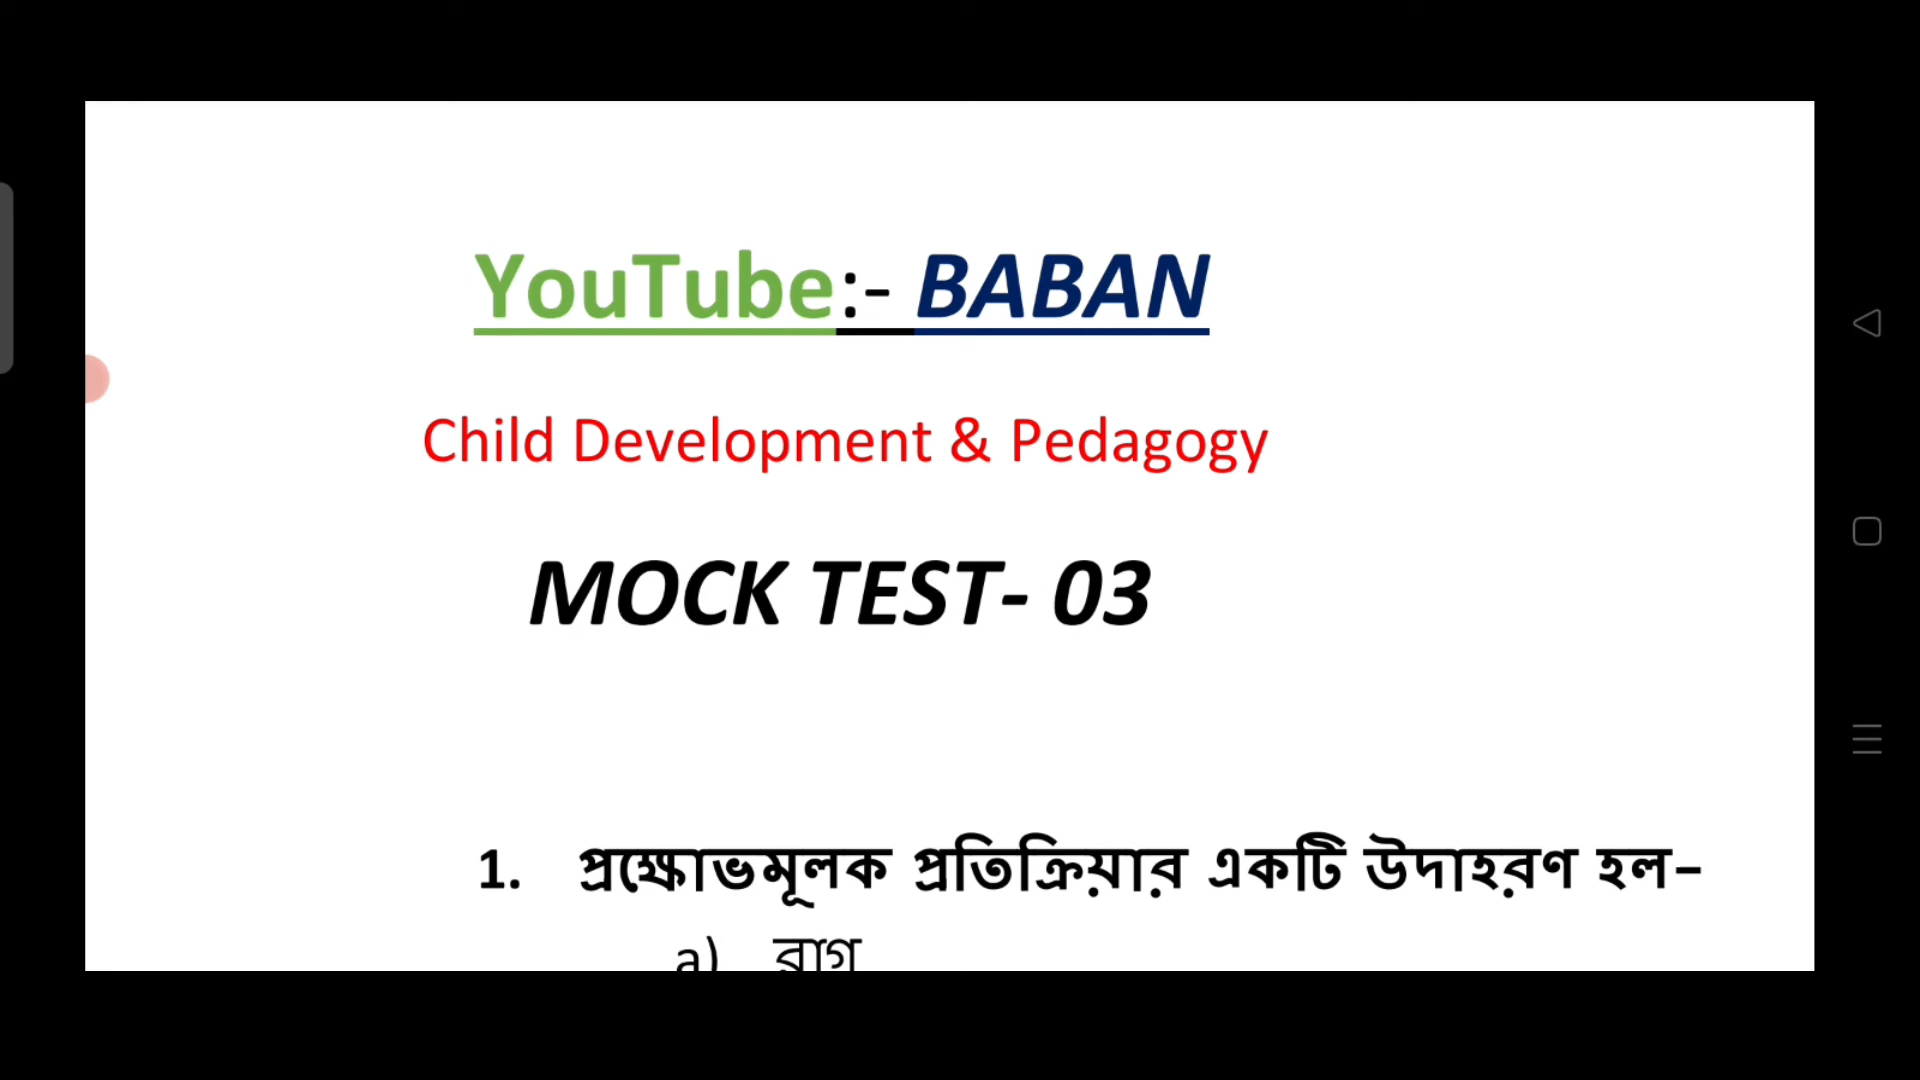 YouTube:- BABAN
Child Development & Pedagogy
MOCK TEST- 03
1. প্রক্ষোভমূলক প্রতিক্রিয়ার একটি উদাহরণ হল–
a) রাগ